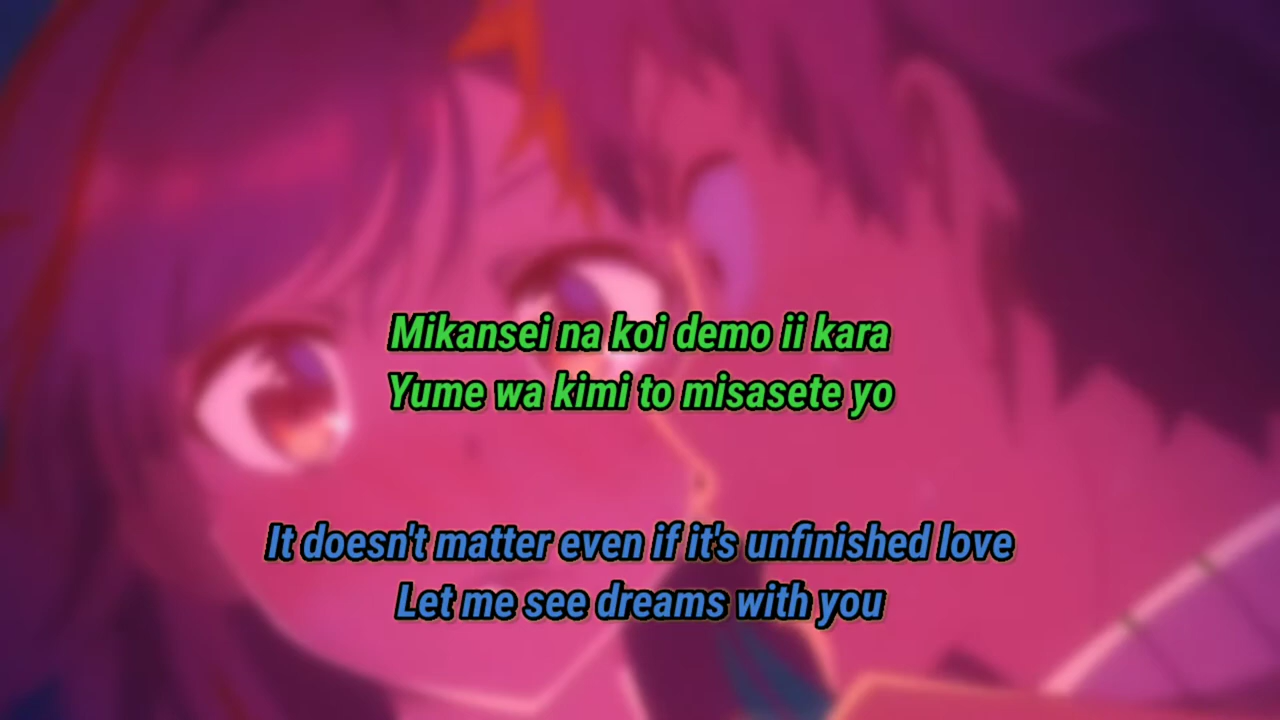 Mikansei na koi demo ii kara
Yume wa kimi to misasete yo
It doesn't matter even if it's unfinished love
Let me see dreams with you